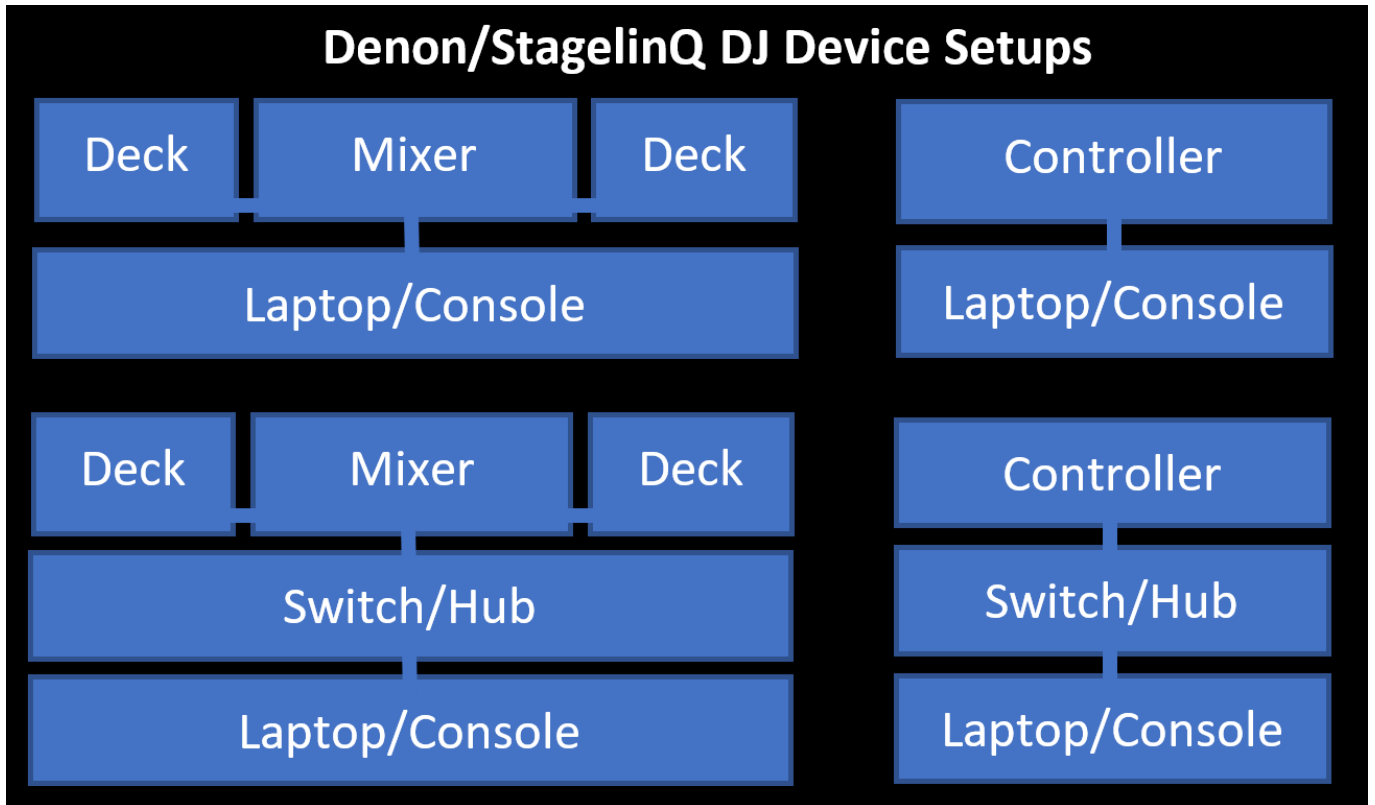 Denon/StagelinQ DJ Device Setups
Deck
Mixer
Deck
Laptop/Console
Controller
Laptop/Console
Deck
Mixer
Deck
Switch/Hub
Laptop/Console
Controller
Switch/Hub
Laptop/Console